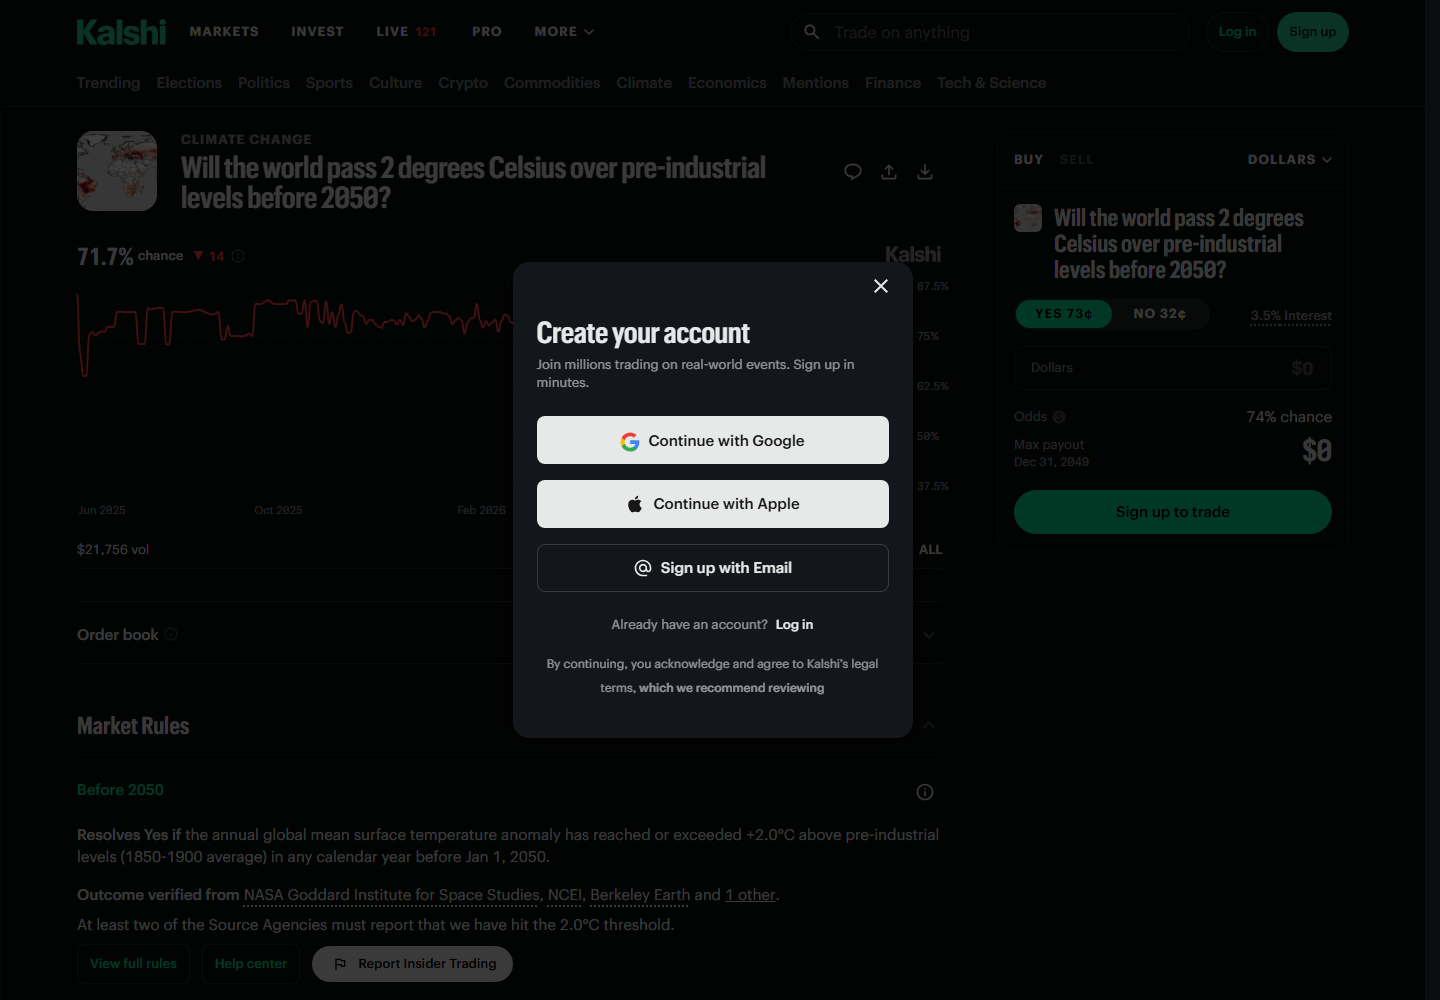 Kalshi
MARKETS INVEST LIVE 121 PRO MORE
Trade on anything
Log in
Sign up
Trending Elections Politics Sports Culture Crypto Commodities Climate Economics Mentions Finance Tech & Science
CLIMATE CHANGE
Will the world pass 2 degrees Celsius over pre-industrial
levels before 2050?
71.7% chance ▼ 14
Kalshi
87.5%
75%
62.5%
50%
37.5%
Jun 2025 Oct 2025 Feb 2026
$21,756 vol
ALL
Order book
Market Rules
Before 2050
Resolves Yes if the annual global mean surface temperature anomaly has reached or exceeded +2.0°C above pre-industrial
levels (1850-1900 average) in any calendar year before Jan 1, 2050.
Outcome verified from NASA Goddard Institute for Space Studies, NCEI, Berkeley Earth and 1 other.
At least two of the Source Agencies must report that we have hit the 2.0°C threshold.
View full rules
Help center
Report Insider Trading
BUY SELL DOLLARS
Will the world pass 2 degrees
Celsius over pre-industrial
levels before 2050?
YES 73¢ NO 32¢
3.5% Interest
Dollars $0
Odds 74% chance
Max payout
Dec 31, 2049
$0
Sign up to trade
Create your account
Join millions trading on real-world events. Sign up in
minutes.
Continue with Google
Continue with Apple
Sign up with Email
Already have an account? Log in
By continuing, you acknowledge and agree to Kalshi's legal
terms, which we recommend reviewing